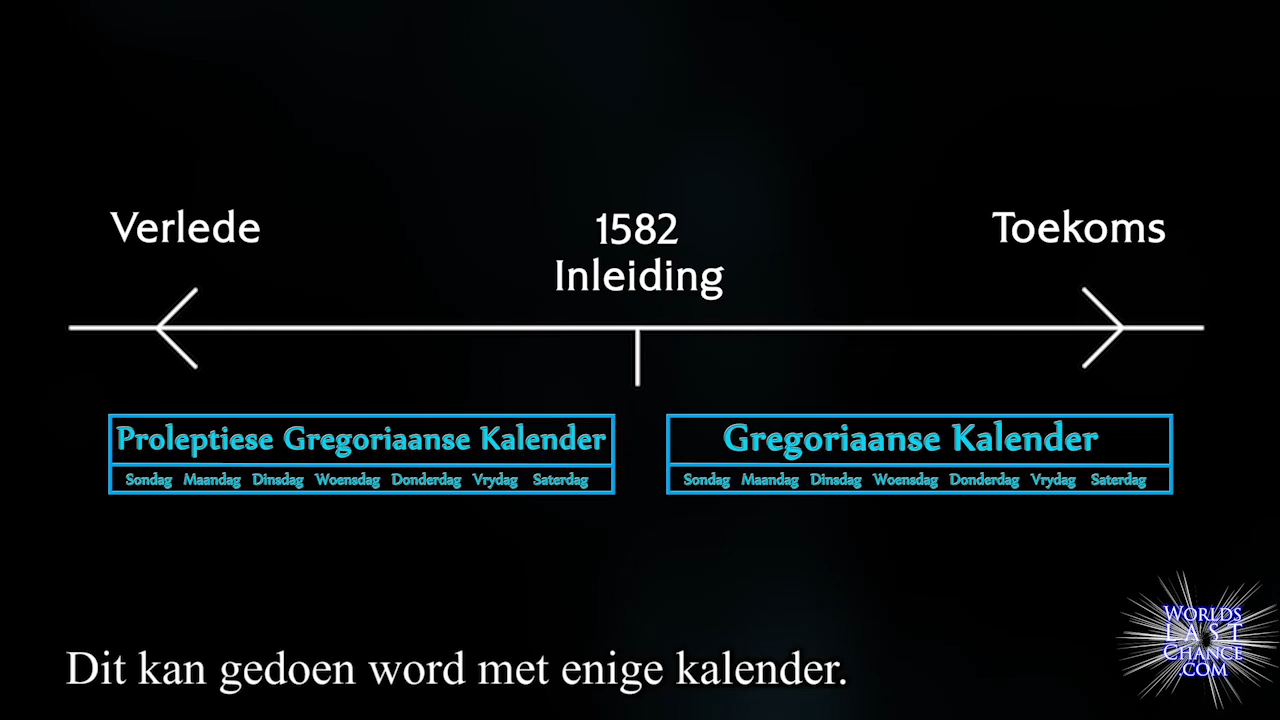 Verlede
1582
Inleiding
Toekoms
Proleptiese Gregoriaanse Kalender
Sondag Maandag Dinsdag Woensdag Donderdag Vrydag Saterdag
Gregoriaanse Kalender
Sondag Maandag Dinsdag Woensdag Donderdag Vrydag Saterdag
Dit kan gedoen word met enige kalender.
WORLDS
LAST
CHANCE
.COM